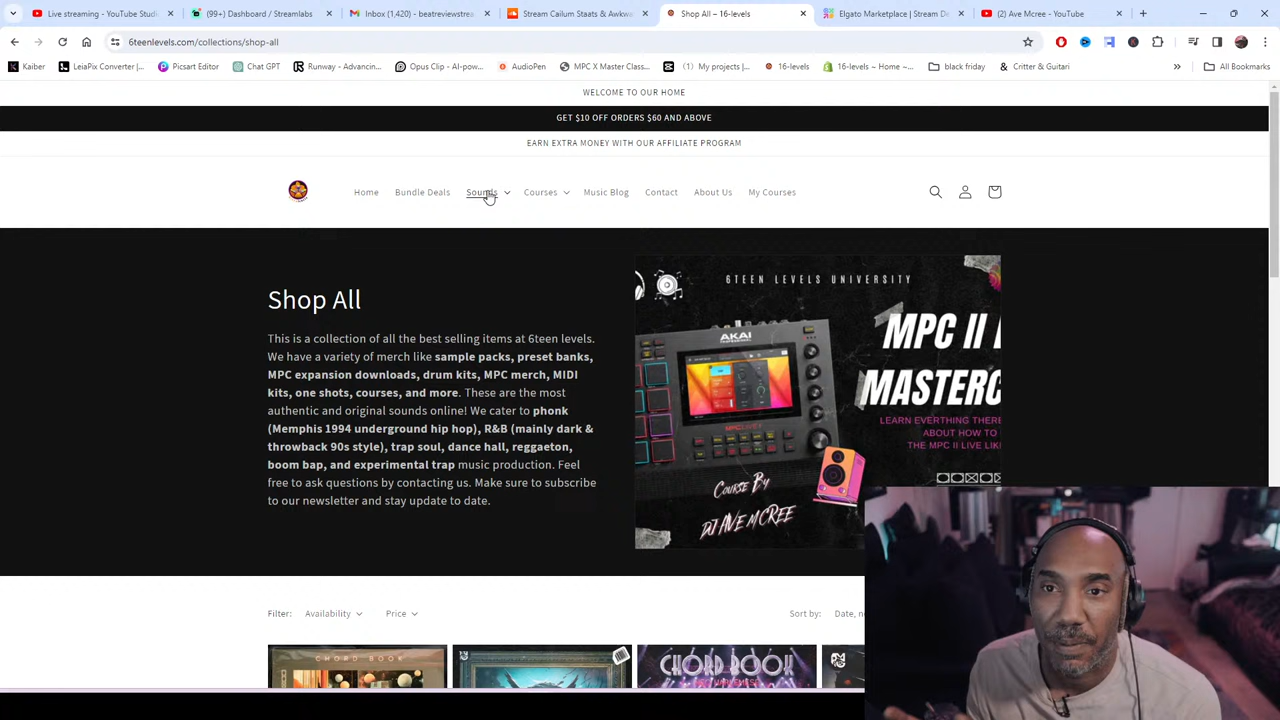 Live streaming - YouTube Studi
(99+) Dashboard / Streamlabs
Inbox (1,420) - beatreviewstrea
Stream Cailum Staats & Awkwa
Shop All – 16-levels
Elgato Marketplace | Stream De
(2) Ave Mcree - YouTube
6teenlevels.com/collections/shop-all
Kaiber
LeiaPix Converter |...
Picsart Editor
Chat GPT
Runway - Advancin...
Opus Clip - AI-pow...
AudioPen
MPC X Master Class...
(1) My projects |...
16-levels
16-levels ~ Home ~...
black friday
Critter & Guitari
All Bookmarks
WELCOME TO OUR HOME
GET $10 OFF ORDERS $60 AND ABOVE
EARN EXTRA MONEY WITH OUR AFFILIATE PROGRAM
Home
Bundle Deals
Sounds
Courses
Music Blog
Contact
About Us
My Courses
Shop All
This is a collection of all the best selling items at 6teen levels.
We have a variety of merch like sample packs, preset banks,
MPC expansion downloads, drum kits, MPC merch, MIDI
kits, one shots, courses, and more. These are the most
authentic and original sounds online! We cater to phonk
(this 1994 underground hip hop), R&B (mainly dark &
back 90s style), trap soul, dance hall, reggaeton,
boom bap, and experimental trap music production. Feel
free to ask questions by contacting us. Make sure to subscribe
to our newsletter and stay update to date.
6TEEN LEVELS UNIVERSITY
AKAI
PROFESSIONAL
MPC II
MASTERC
LEARN EVERYTHING THERE
ABOUT HOW TO
THE MPC II LIVE LIK
COURSE BY
DJ AVE MCREE
Filter:
Availability
Price
Sort by:
Date, ne
CHORD BOOK
CHORD BOOK